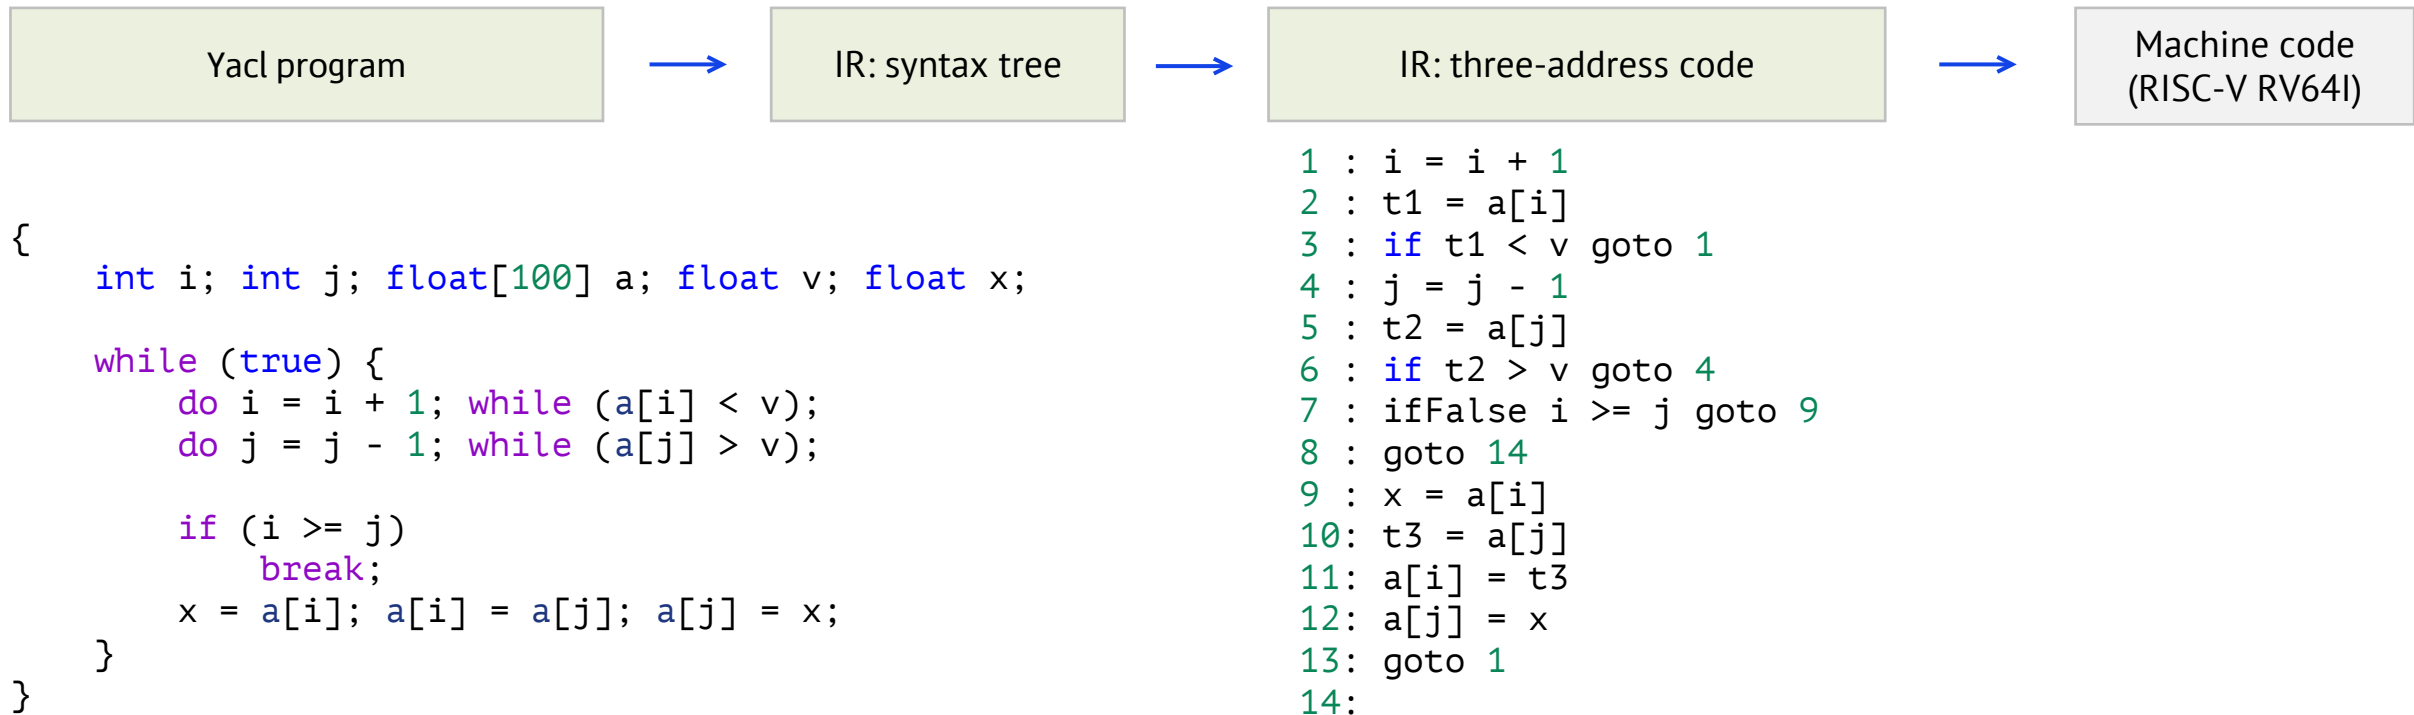 Yacl program
IR: syntax tree
IR: three-address code
Machine code
(RISC-V RV64I)
{
    int i; int j; float[100] a; float v; float x;

    while (true) {
        do i = i + 1; while (a[i] < v);
        do j = j - 1; while (a[j] > v);

        if (i >= j)
            break;
        x = a[i]; a[i] = a[j]; a[j] = x;
    }
}
1 : i = i + 1
2 : t1 = a[i]
3 : if t1 < v goto 1
4 : j = j - 1
5 : t2 = a[j]
6 : if t2 > v goto 4
7 : ifFalse i >= j goto 9
8 : goto 14
9 : x = a[i]
10: t3 = a[j]
11: a[i] = t3
12: a[j] = x
13: goto 1
14: